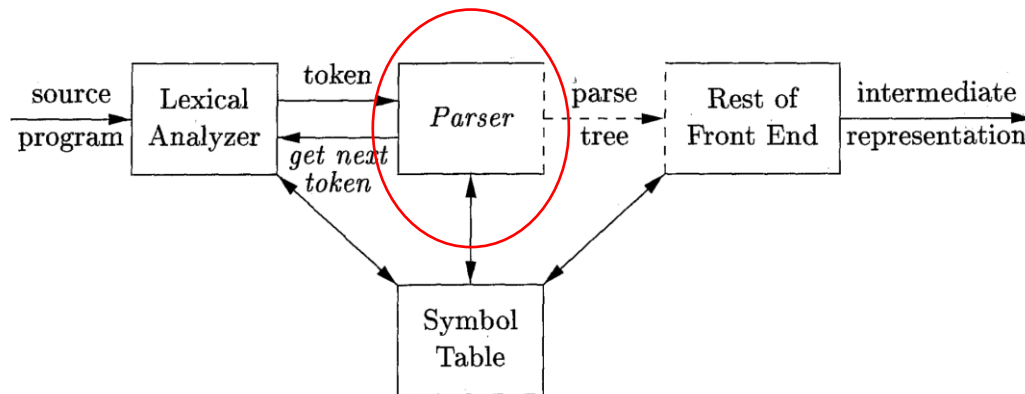 source
program
Lexical
Analyzer
token
get next
token
Parser
parse
tree
Rest of
Front End
intermediate
representation
Symbol
Table